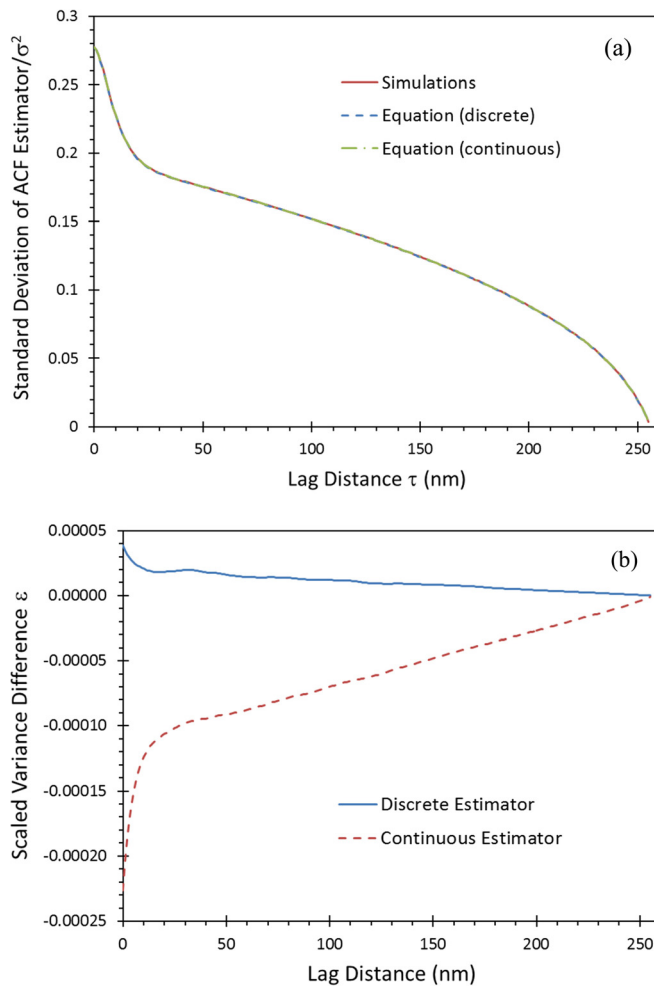 Standard Deviation of ACF Estimator/σ²
0.3
0.25
0.2
0.15
0.1
0.05
0
(a)
Simulations
Equation (discrete)
Equation (continuous)
0 50 100 150 200 250
Lag Distance τ (nm)
Scaled Variance Difference ε
0.00005
0.00000
-0.00005
-0.00010
-0.00015
-0.00020
-0.00025
(b)
Discrete Estimator
Continuous Estimator
0 50 100 150 200 250
Lag Distance (nm)